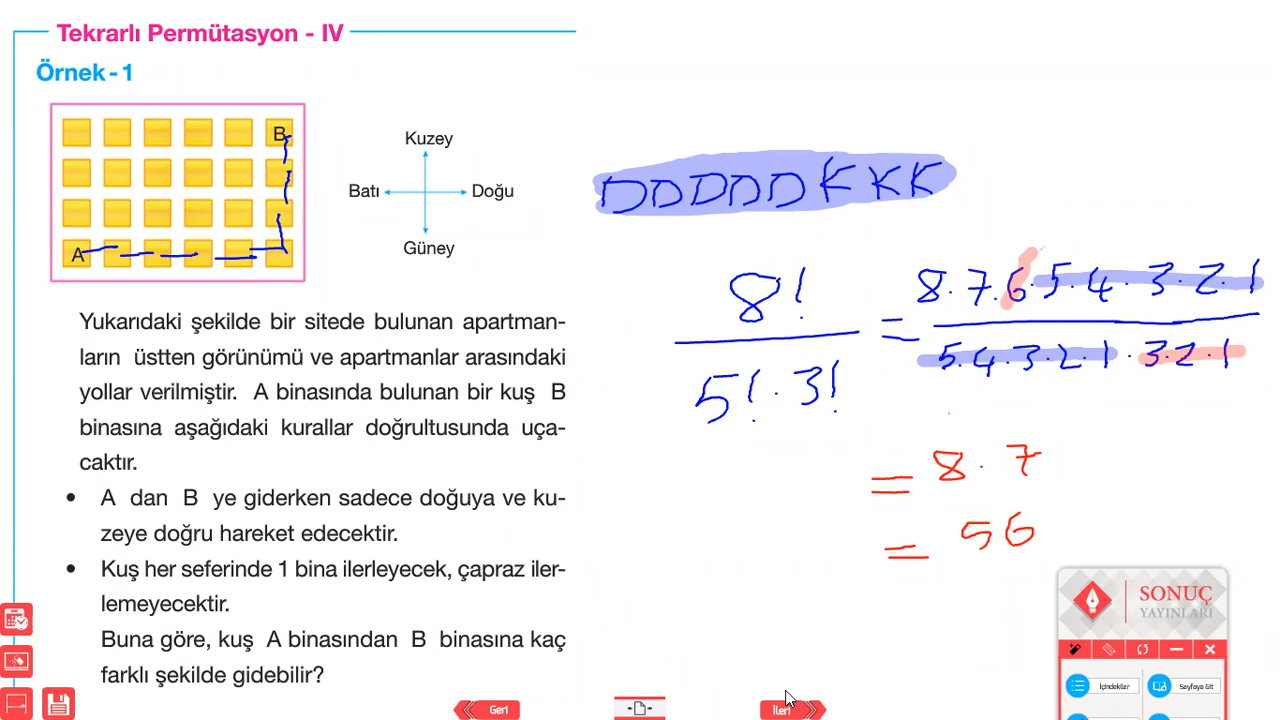 Tekrarlı Permütasyon - IV
Örnek - 1
B
A
Kuzey
Batı
Doğu
Güney
Yukarıdaki şekilde bir sitede bulunan apartman-
ların üstten görünümü ve apartmanlar arasındaki
yollar verilmiştir. A binasında bulunan bir kuş B
binasına aşağıdaki kurallar doğrultusunda uça-
caktır.
• A dan B ye giderken sadece doğuya ve ku-
zeye doğru hareket edecektir.
• Kuş her seferinde 1 bina ilerleyecek, çapraz iler-
lemeyecektir.
Buna göre, kuş A binasından B binasına kaç
farklı şekilde gidebilir?
DDDDDKKK
8! = 8.7.6.5.4.3.2.1
5!.3! 5.4.3.2.1.3.2.1
= 8.7
= 56
SONUÇ
YAYINLARI
İçindekiler
Sayfaya Git
Geri
İleri